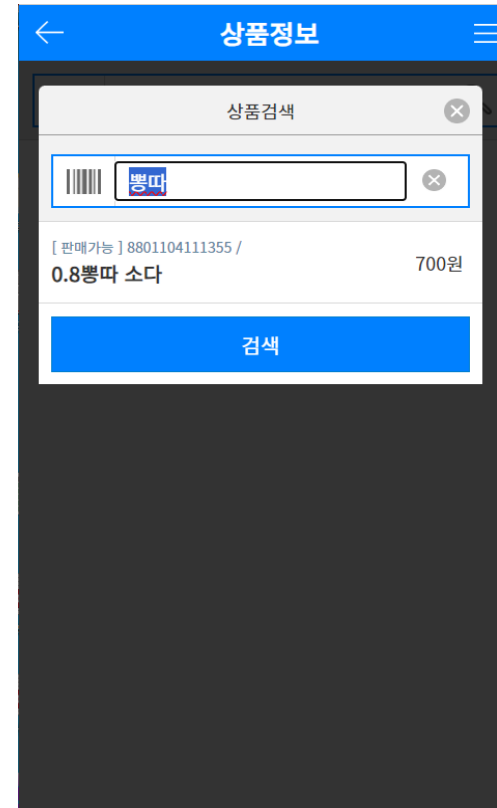 상품정보
상품검색
뽕따
[ 판매가능 ] 8801104111355 /
0.8뽕따 소다
700원
검색